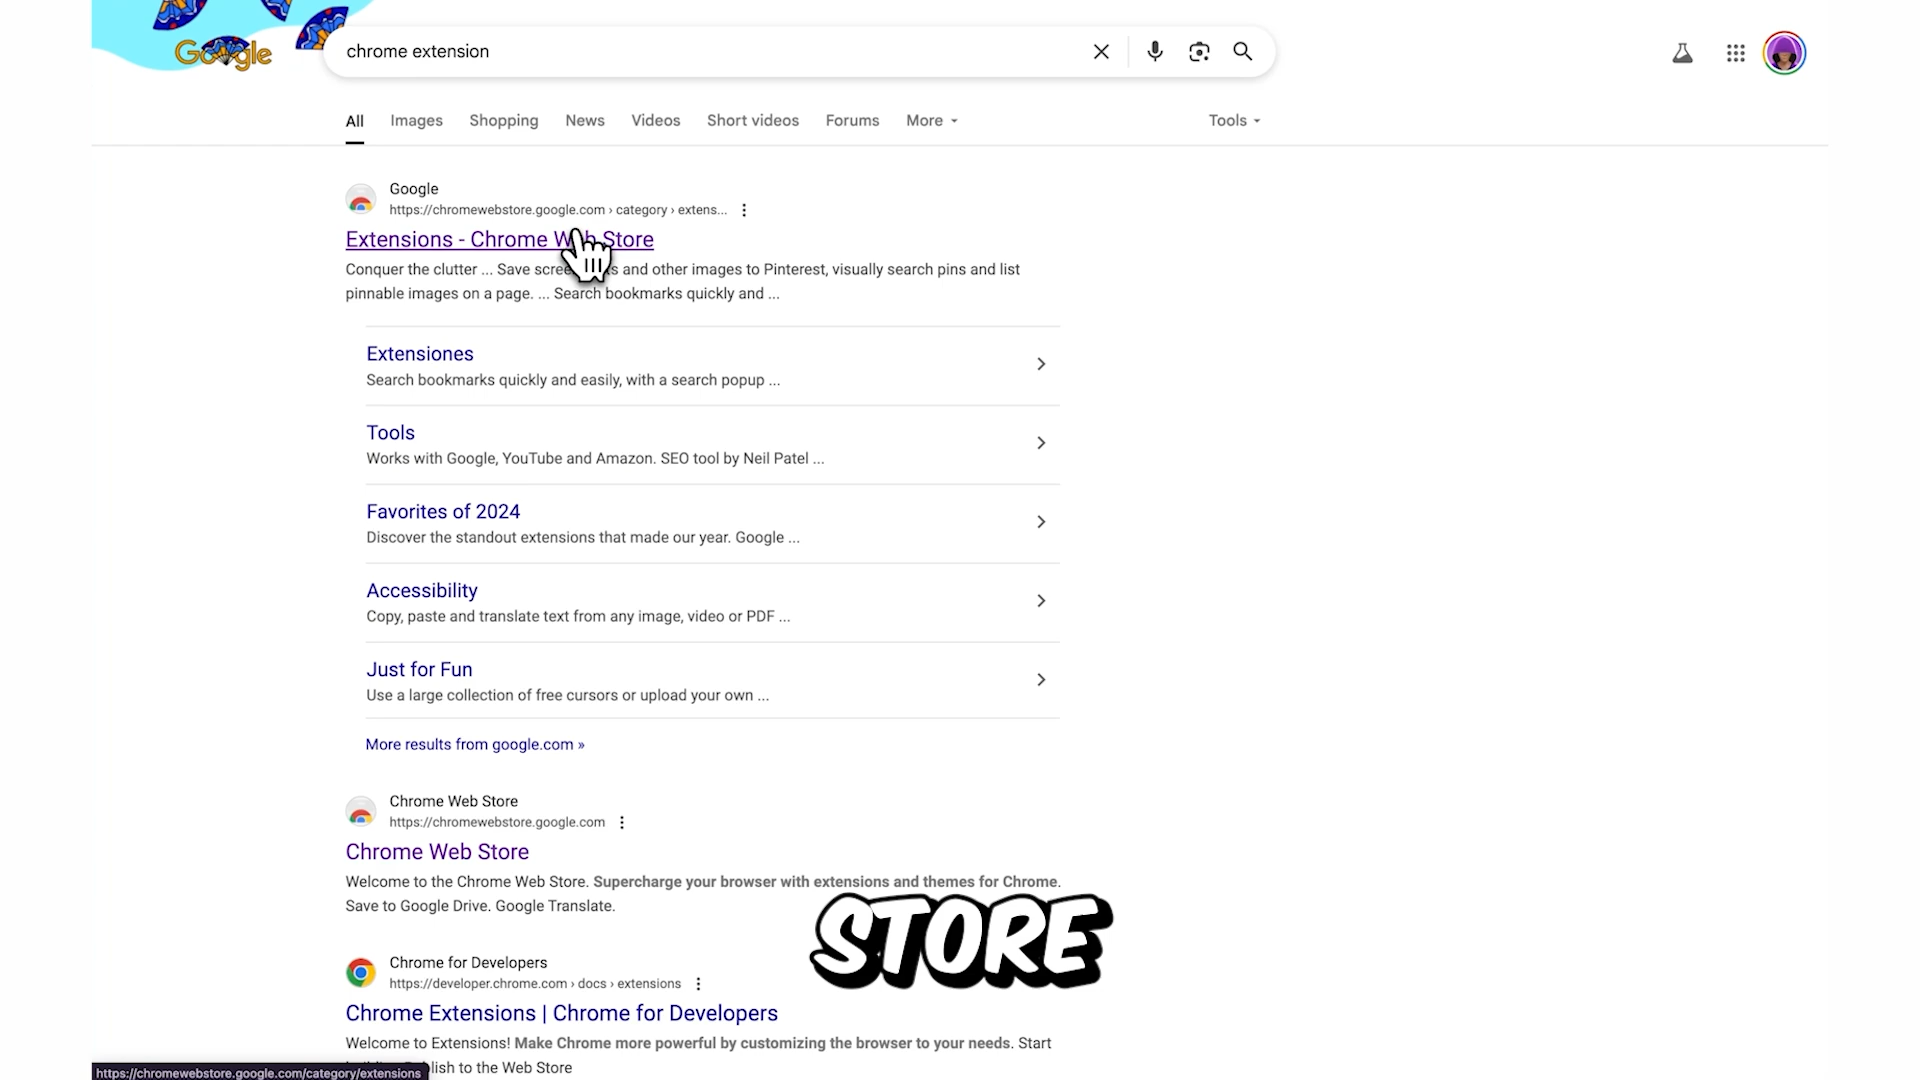 Google
chrome extension
All Images Shopping News Videos Short videos Forums More Tools
Google
https://chromewebstore.google.com › category › extens...
Extensions - Chrome Web Store
Conquer the clutter ... Save and other images to Pinterest, visually search pins and list
pinnable images on a page. ... Search bookmarks quickly and ...
Extensiones
Search bookmarks quickly and easily, with a search popup ...
Tools
Works with Google, YouTube and Amazon. SEO tool by Neil Patel ...
Favorites of 2024
Discover the standout extensions that made our year. Google ...
Accessibility
Copy, paste and translate text from any image, video or PDF ...
Just for Fun
Use a large collection of free cursors or upload your own ...
More results from google.com »
Chrome Web Store
https://chromewebstore.google.com
Chrome Web Store
Welcome to the Chrome Web Store. Supercharge your browser with extensions and themes for Chrome.
Save to Google Drive. Google Translate.
STORE
Chrome for Developers
https://developer.chrome.com › docs › extensions
Chrome Extensions | Chrome for Developers
Welcome to Extensions! Make Chrome more powerful by customizing the browser to your needs. Start
to the Web Store
https://chromewebstore.google.com/category/extensions